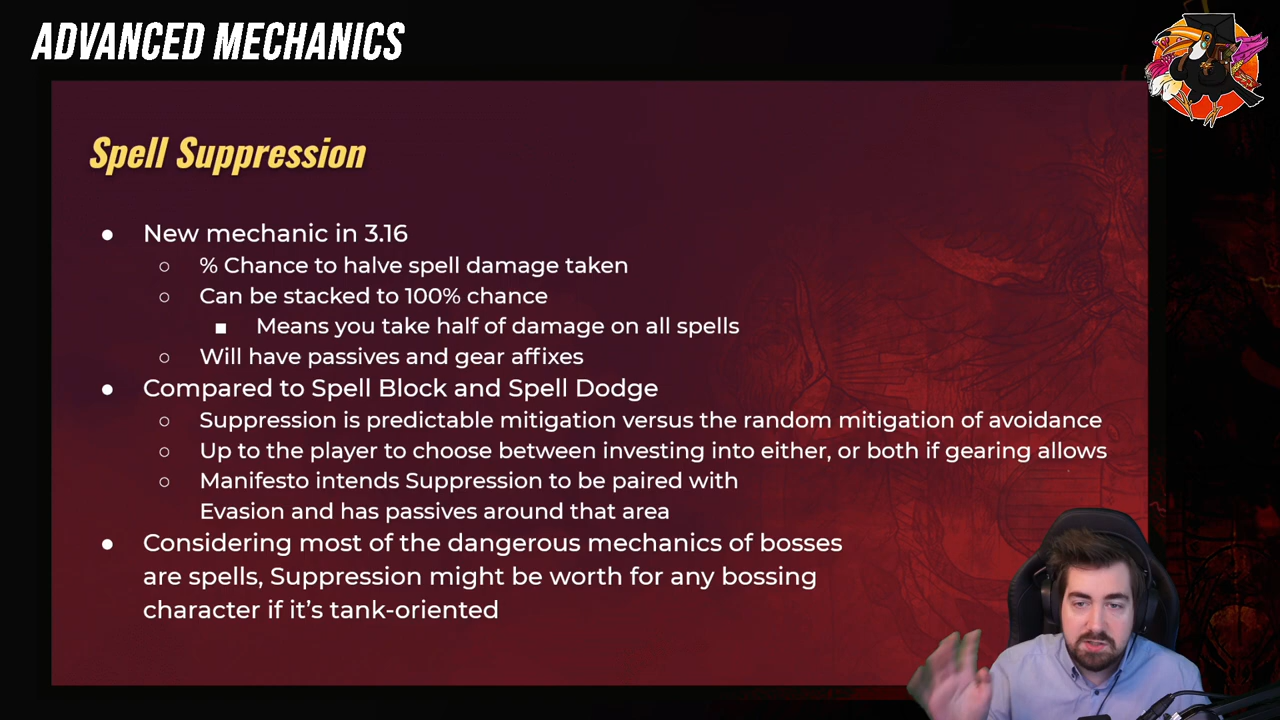 ADVANCED MECHANICS
Spell Suppression
● New mechanic in 3.16
○ % Chance to halve spell damage taken
○ Can be stacked to 100% chance
■ Means you take half of damage on all spells
○ Will have passives and gear affixes
● Compared to Spell Block and Spell Dodge
○ Suppression is predictable mitigation versus the random mitigation of avoidance
○ Up to the player to choose between investing into either, or both if gearing allows
○ Manifesto intends Suppression to be paired with
Evasion and has passives around that area
● Considering most of the dangerous mechanics of bosses
are spells, Suppression might be worth for any bossing
character if it's tank-oriented